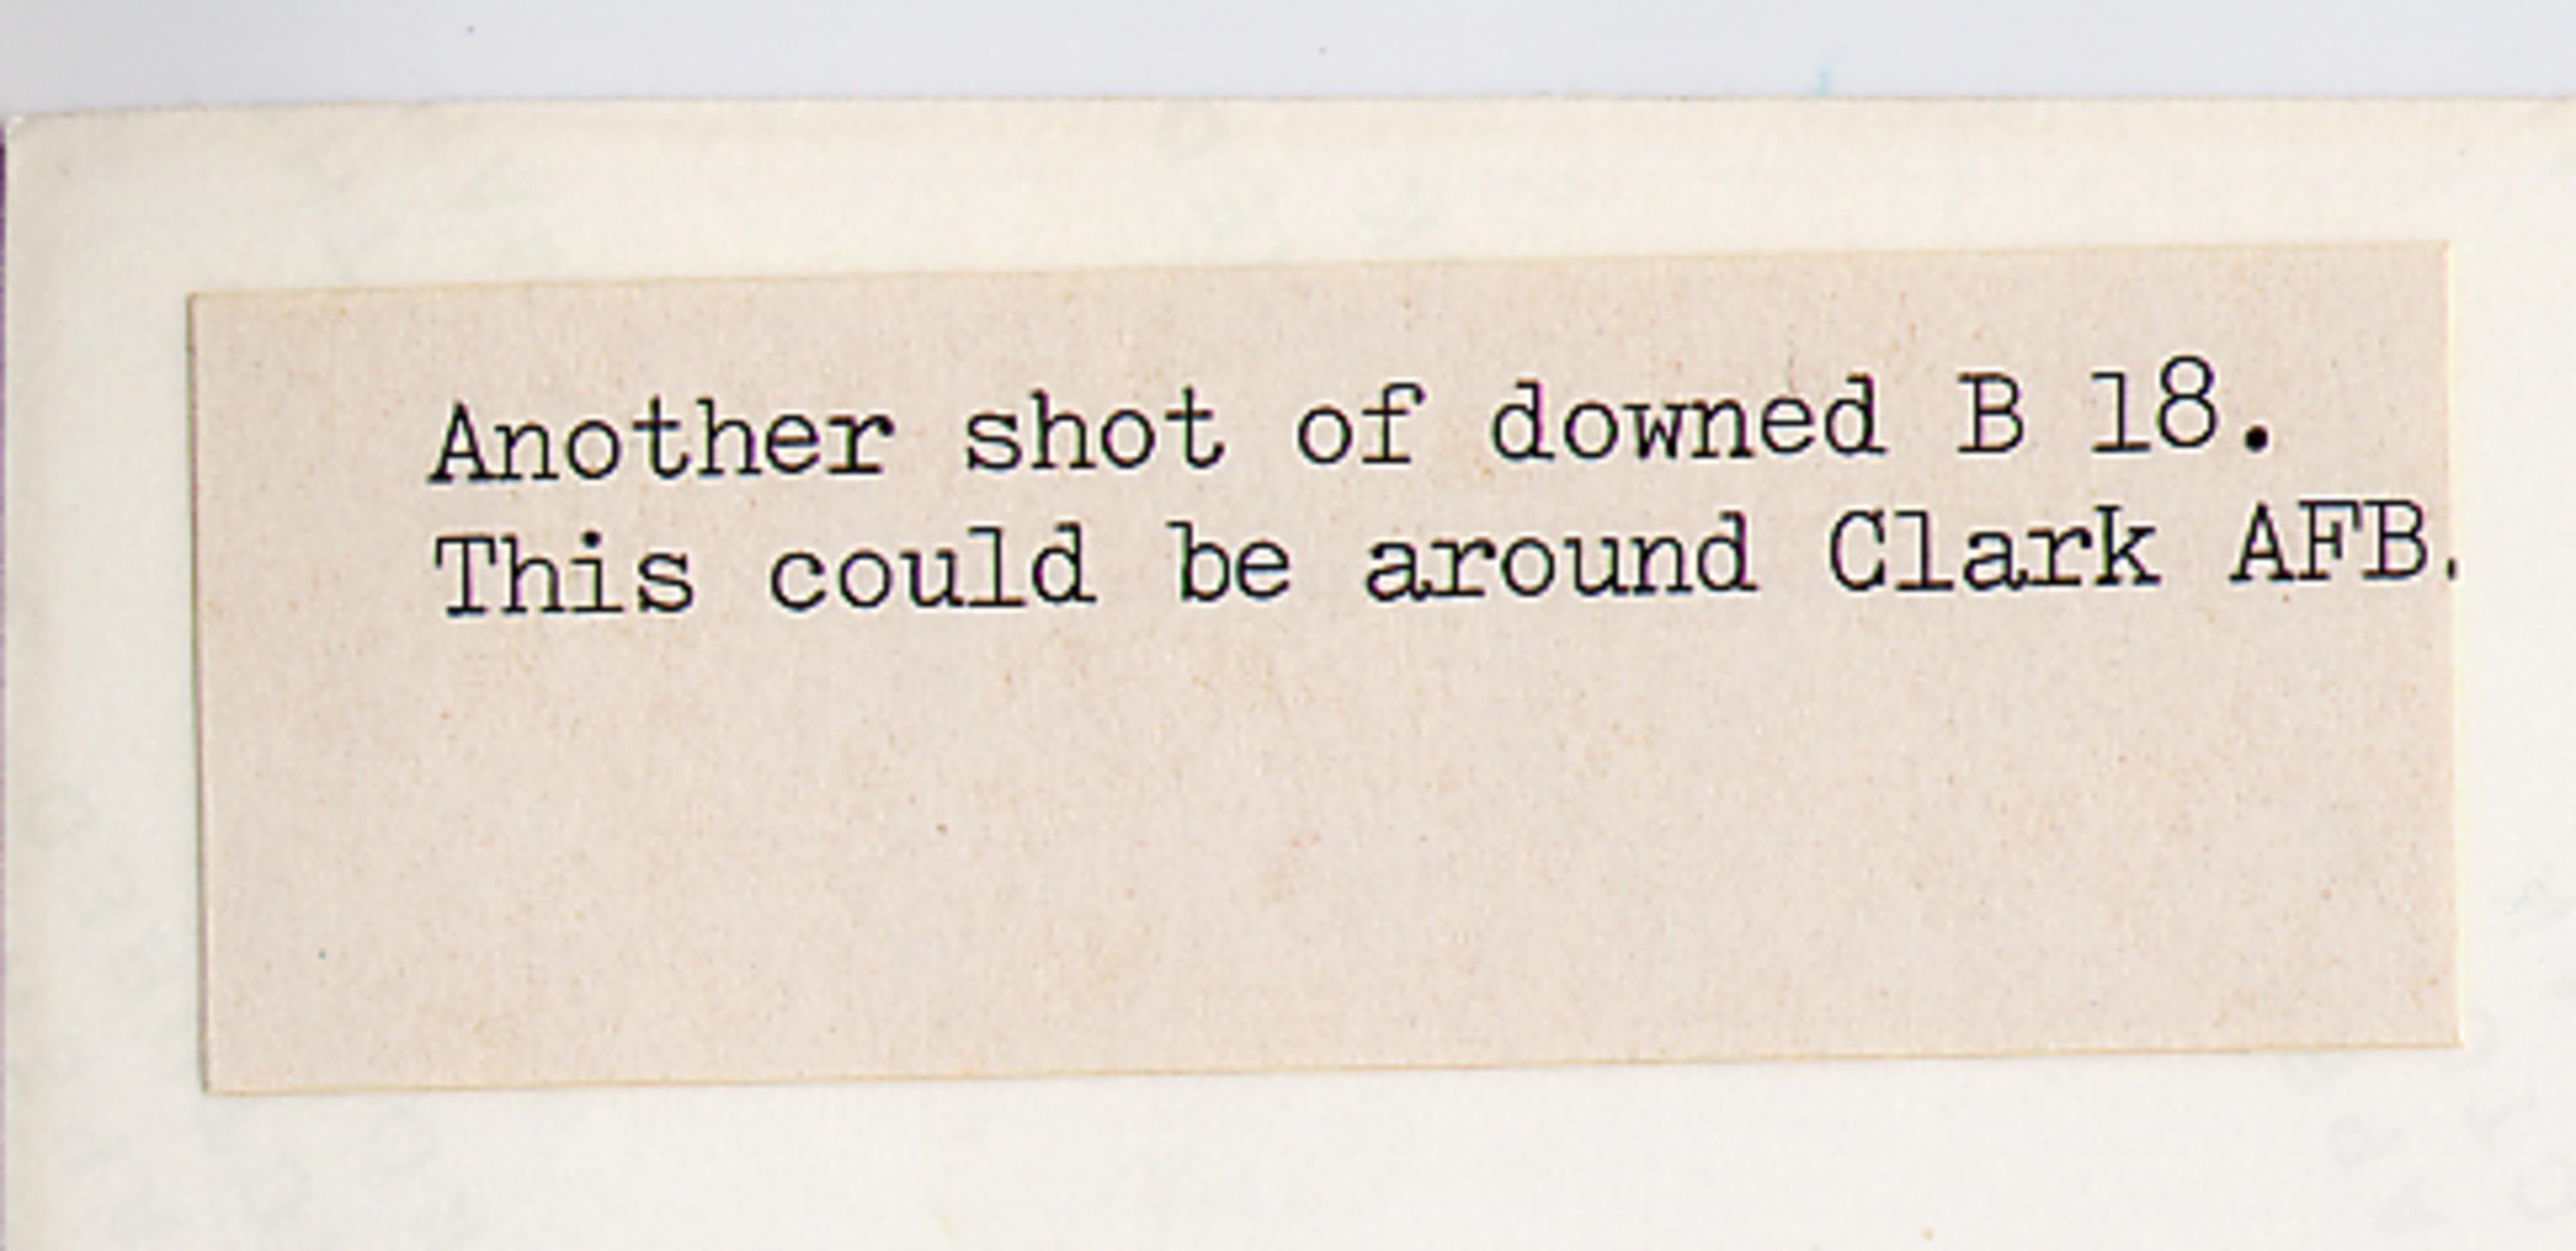 Another shot of downed B 18.
This could be around Clark AFB.